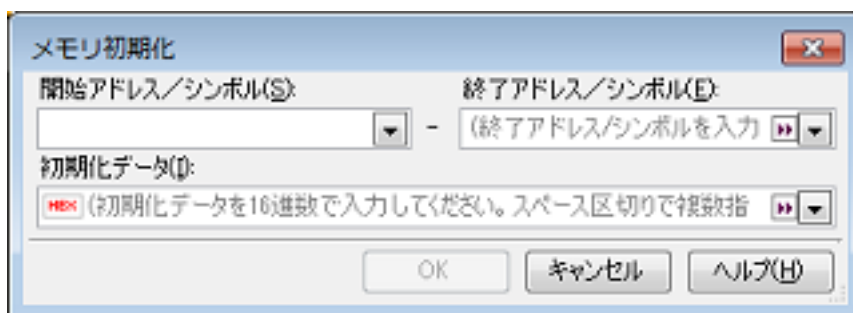 メモリ初期化
開始アドレス／シンボル(S): 終了アドレス／シンボル(E):
- (終了アドレス/シンボルを入力
初期化データ(I):
HEX (初期化データを16進数で入力してください。スペース区切りで複数指
OK キャンセル ヘルプ(H)